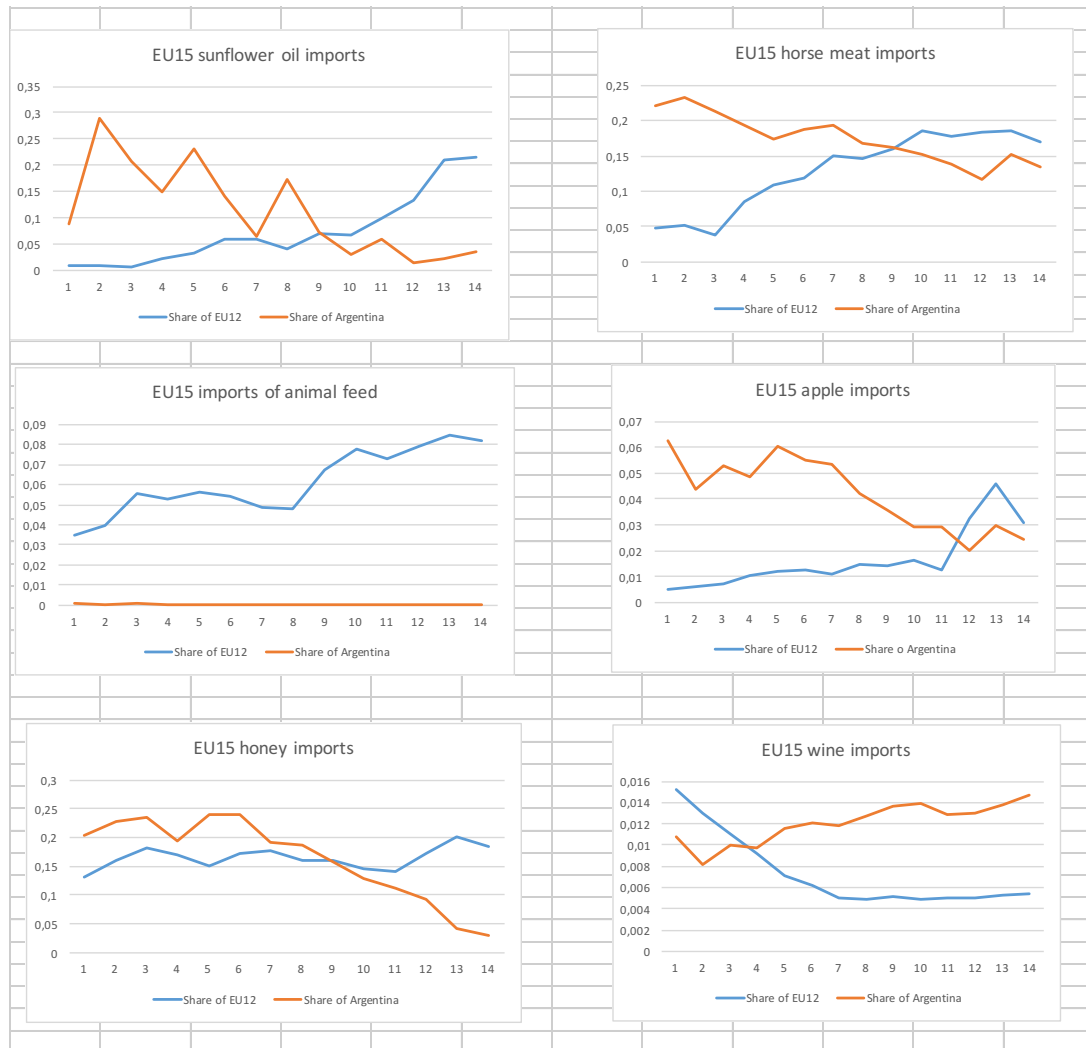 EU15 sunflower oil imports
0,35
0,3
0,25
0,2
0,15
0,1
0,05
0
1 2 3 4 5 6 7 8 9 10 11 12 13 14
Share of EU12 Share of Argentina
EU15 horse meat imports
0,25
0,2
0,15
0,1
0,05
0
1 2 3 4 5 6 7 8 9 10 11 12 13 14
Share of EU12 Share of Argentina
EU15 imports of animal feed
0,09
0,08
0,07
0,06
0,05
0,04
0,03
0,02
0,01
0
1 2 3 4 5 6 7 8 9 10 11 12 13 14
Share of EU12 Share of Argentina
EU15 apple imports
0,07
0,06
0,05
0,04
0,03
0,02
0,01
0
1 2 3 4 5 6 7 8 9 10 11 12 13 14
Share of EU12 Share o Argentina
EU15 honey imports
0,3
0,25
0,2
0,15
0,1
0,05
0
1 2 3 4 5 6 7 8 9 10 11 12 13 14
Share of EU12 Share of Argentina
EU15 wine imports
0,016
0,014
0,012
0,01
0,008
0,006
0,004
0,002
0
1 2 3 4 5 6 7 8 9 10 11 12 13 14
Share of EU12 Share of Argentina